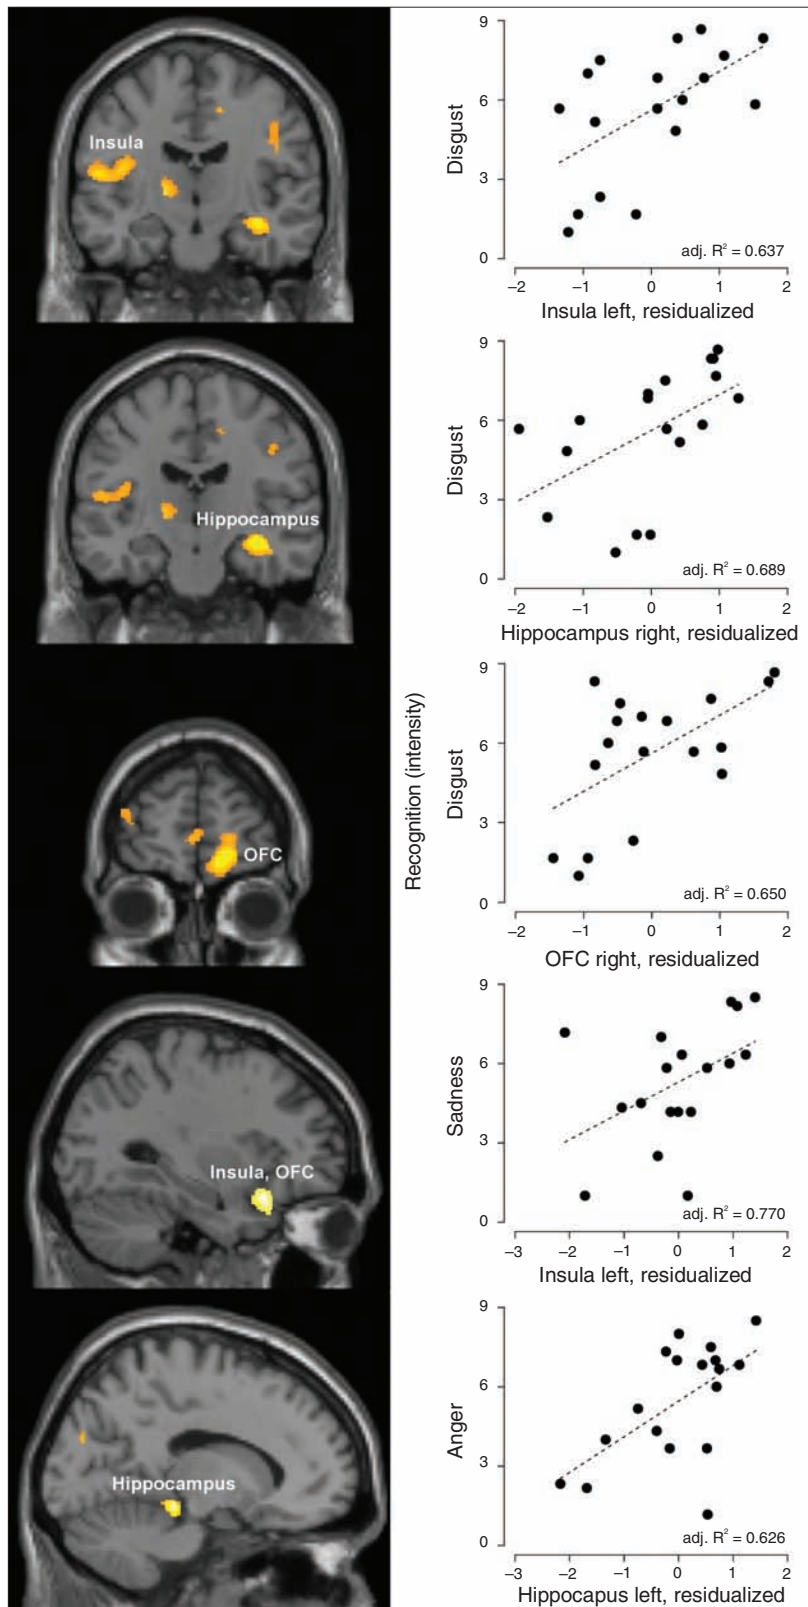 Insula
9
6
3
0
Disgust
adj. R² = 0.637
–2 –1 0 1 2
Insula left, residualized
Hippocampus
9
6
3
0
Disgust
adj. R² = 0.689
–2 –1 0 1 2
Hippocampus right, residualized
Recognition (intensity)
OFC
9
6
3
0
Disgust
adj. R² = 0.650
–2 –1 0 1 2
OFC right, residualized
Insula, OFC
9
6
3
0
Sadness
adj. R² = 0.770
–3 –2 –1 0 1 2
Insula left, residualized
Hippocampus
9
6
3
0
Anger
adj. R² = 0.626
–3 –2 –1 0 1 2
Hippocapus left, residualized